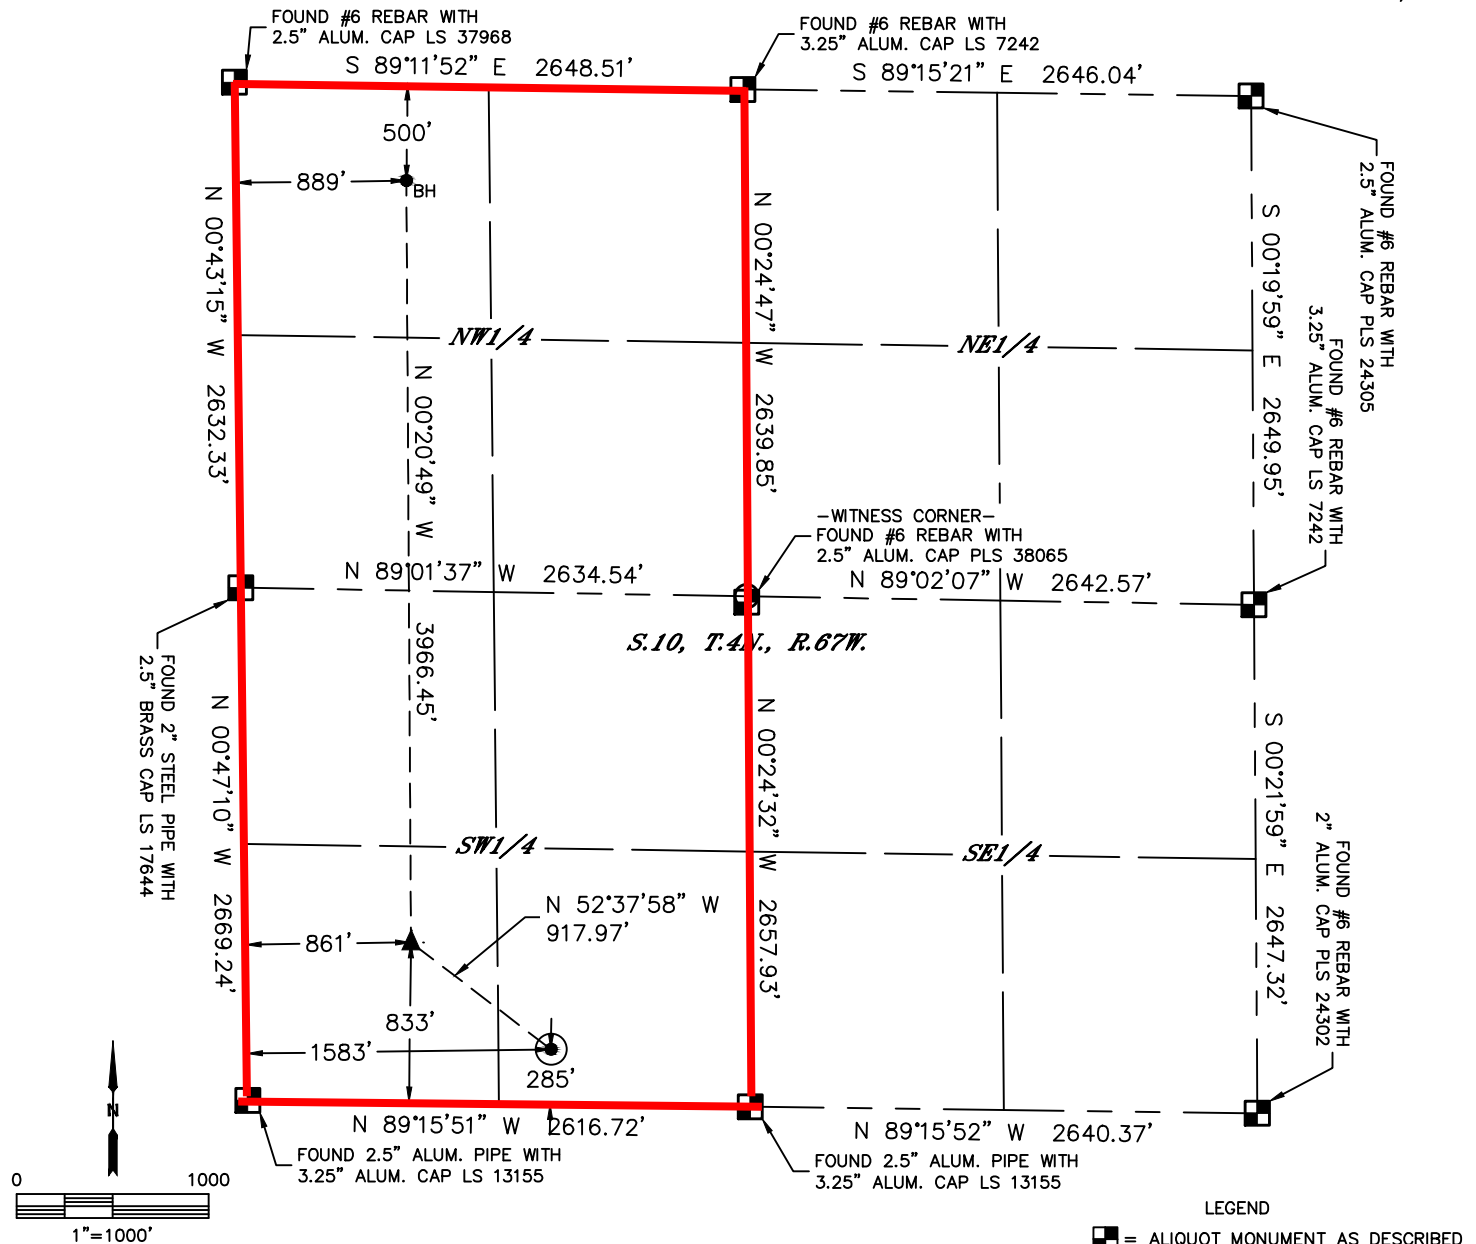 FOUND #6 REBAR WITH
2.5" ALUM. CAP LS 37968
S 89°11'52" E 2648.51'
FOUND #6 REBAR WITH
3.25" ALUM. CAP LS 7242
S 89°15'21" E 2646.04'
FOUND #6 REBAR WITH
2.5" ALUM. CAP PLS 24305
500'
889'
BH
N 00°43'15" W 2632.33'
N 00°24'47" W 2639.85'
S 00°19'59" E 2649.95'
NW1/4
NE1/4
FOUND #6 REBAR WITH
3.25" ALUM. CAP LS 7242
N 00°20'49" W 3966.45'
-WITNESS CORNER-
FOUND #6 REBAR WITH
2.5" ALUM. CAP PLS 38065
N 89°01'37" W 2634.54'
N 89°02'07" W 2642.57'
S.10, T.4N., R.67W.
FOUND 2" STEEL PIPE WITH
2.5" BRASS CAP LS 17644
N 00°47'10" W 2669.24'
N 00°24'32" W 2657.93'
S 00°21'59" E 2647.32'
SW1/4
SE1/4
FOUND #6 REBAR WITH
2" ALUM. CAP PLS 24302
N 52°37'58" W
917.97'
861'
833'
1583'
285'
N 89°15'51" W 2616.72'
N 89°15'52" W 2640.37'
FOUND 2.5" ALUM. PIPE WITH
3.25" ALUM. CAP LS 13155
FOUND 2.5" ALUM. PIPE WITH
3.25" ALUM. CAP LS 13155
N
0 1000
1"=1000'
LEGEND
= ALIQUOT MONUMENT AS DESCRIBED